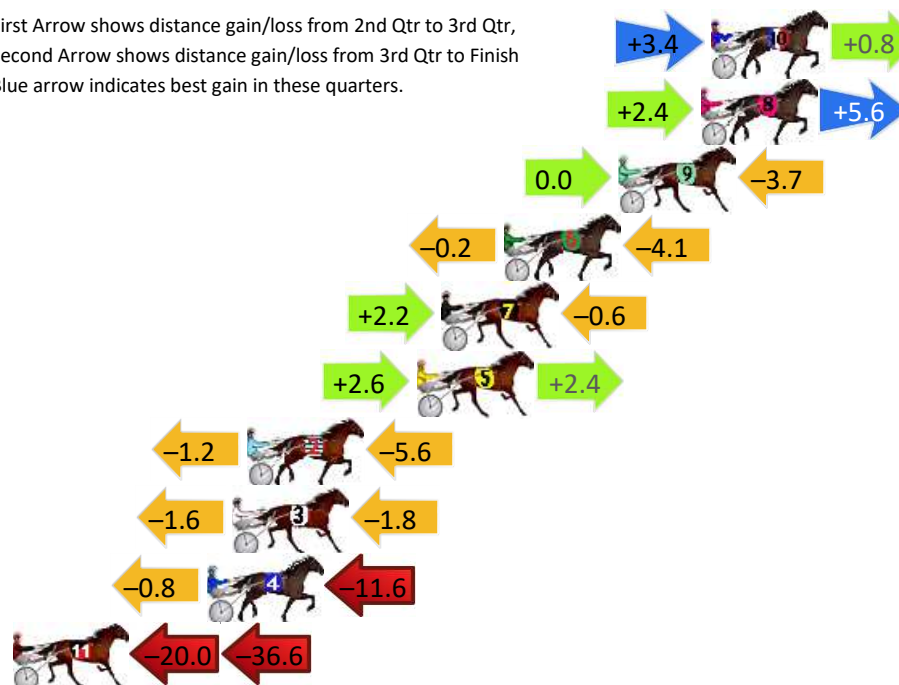 irst Arrow shows distance gain/loss from 2nd Qtr to 3rd Qtr,
econd Arrow shows distance gain/loss from 3rd Qtr to Finish
lue arrow indicates best gain in these quarters.
+3.4 10 +0.8
+2.4 8 +5.6
0.0 9 –3.7
–0.2 6 –4.1
+2.2 7 –0.6
+2.6 5 +2.4
–1.2 –5.6
–1.6 3 –1.8
–0.8 4 –11.6
11 –20.0 –36.6